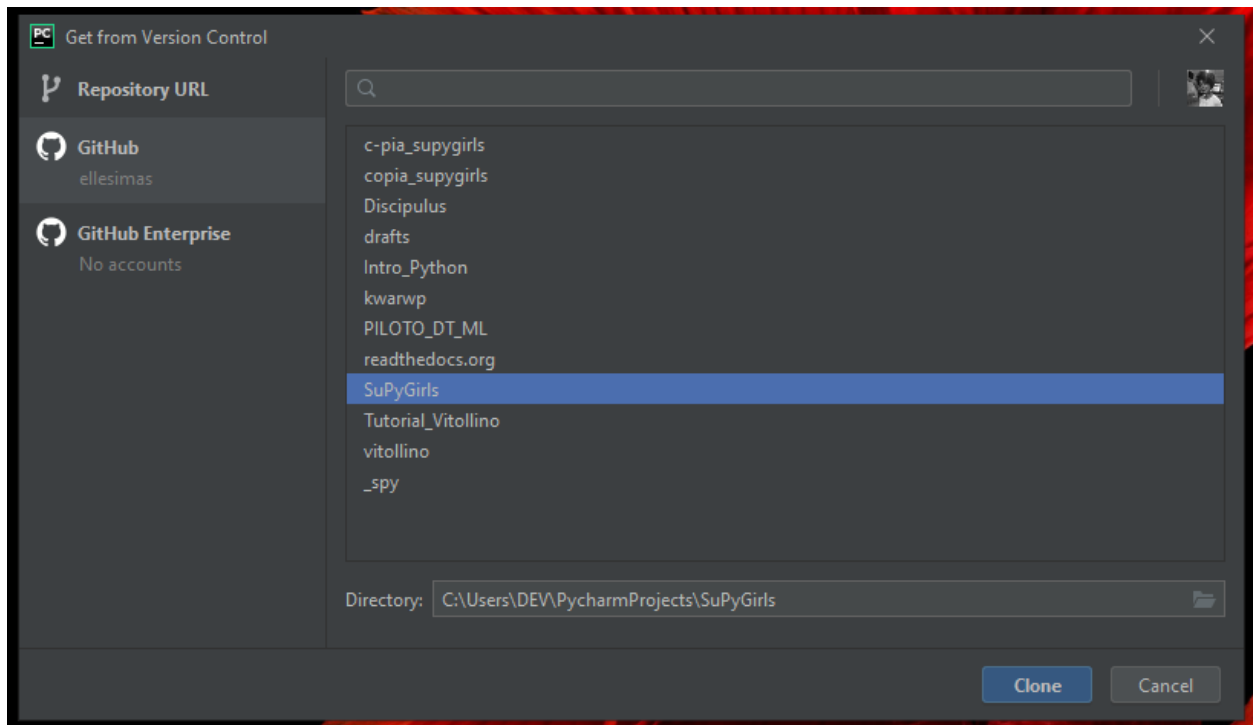 PC Get from Version Control
Repository URL
GitHub
ellesimas
GitHub Enterprise
No accounts
c-pia_supygirls
copia_supygirls
Discipulus
drafts
Intro_Python
kwarwp
PILOTO_DT_ML
readthedocs.org
SuPyGirls
Tutorial_Vitollino
vitollino
_spy
Directory: C:\Users\DEV\PycharmProjects\SuPyGirls
Clone Cancel